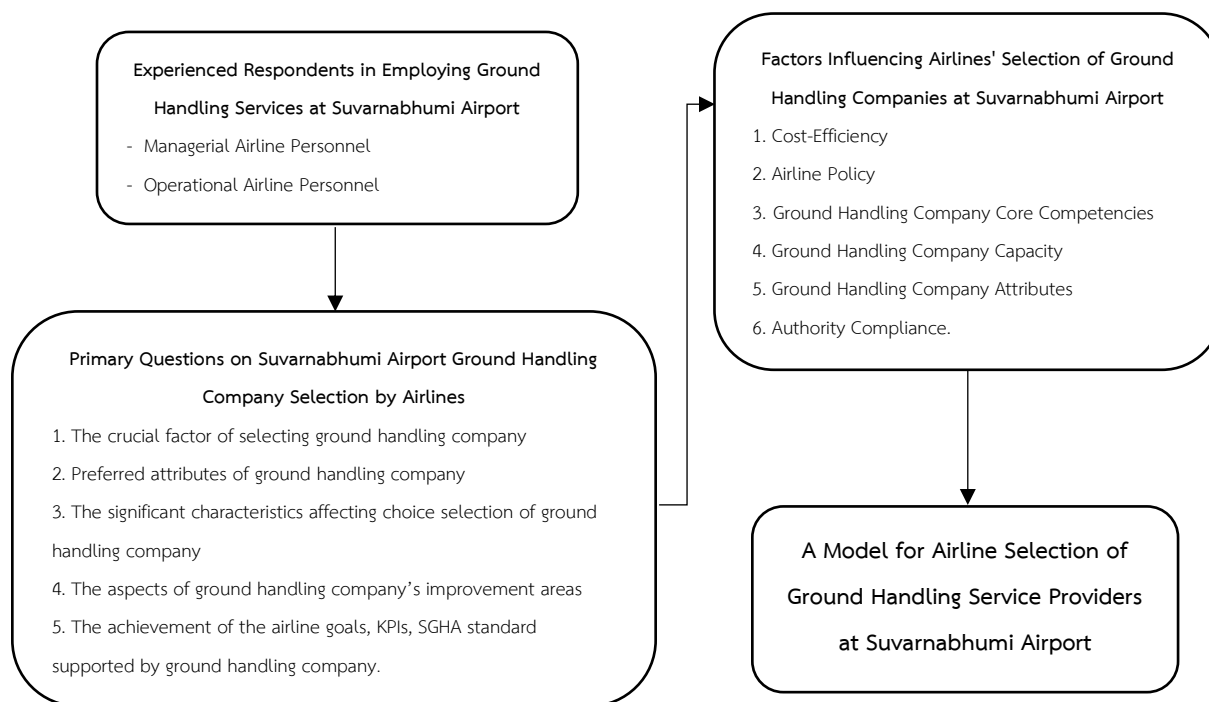 Experienced Respondents in Employing Ground
Handling Services at Suvarnabhumi Airport
- Managerial Airline Personnel
- Operational Airline Personnel
Primary Questions on Suvarnabhumi Airport Ground Handling
Company Selection by Airlines
1. The crucial factor of selecting ground handling company
2. Preferred attributes of ground handling company
3. The significant characteristics affecting choice selection of ground
handling company
4. The aspects of ground handling company’s improvement areas
5. The achievement of the airline goals, KPIs, SGHA standard
supported by ground handling company.
Factors Influencing Airlines' Selection of Ground
Handling Companies at Suvarnabhumi Airport
1. Cost-Efficiency
2. Airline Policy
3. Ground Handling Company Core Competencies
4. Ground Handling Company Capacity
5. Ground Handling Company Attributes
6. Authority Compliance.
A Model for Airline Selection of
Ground Handling Service Providers
at Suvarnabhumi Airport